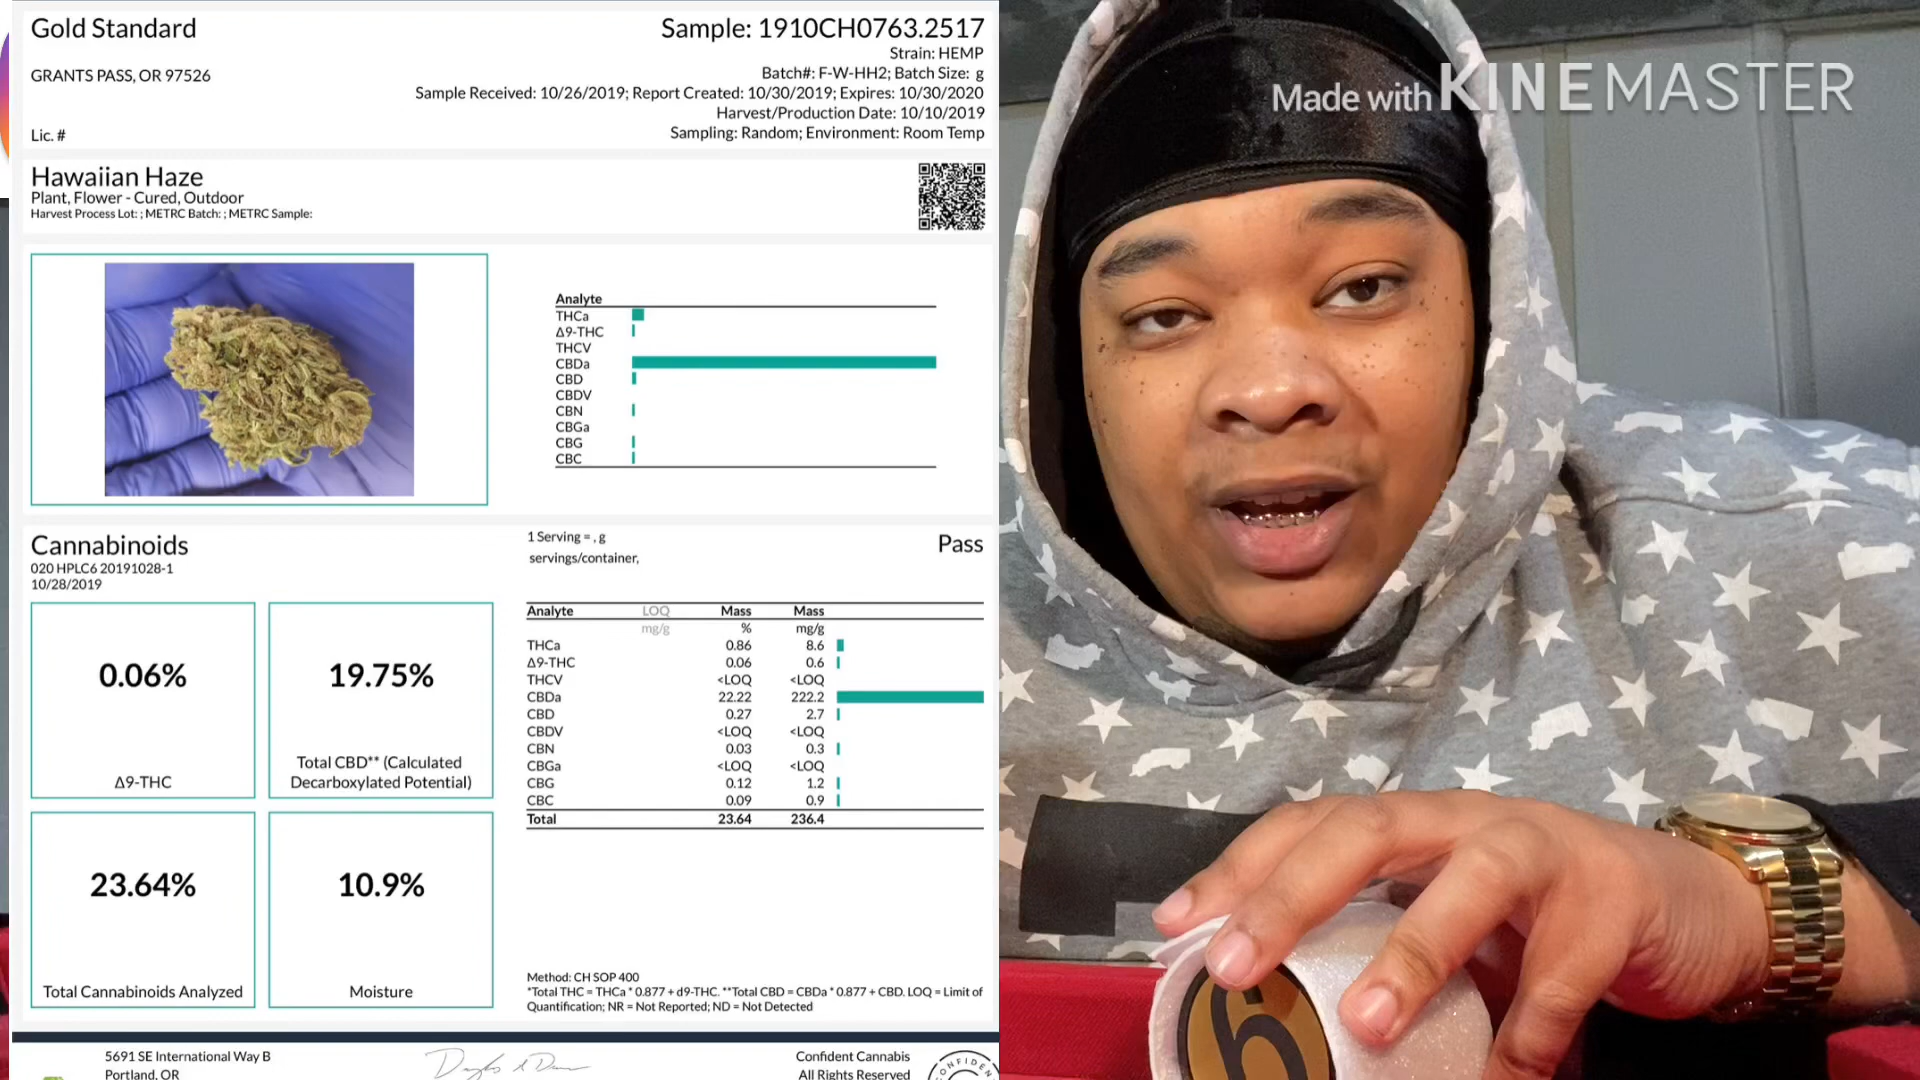 Gold Standard
Sample: 1910CH0763.2517
Strain: HEMP
GRANTS PASS, OR 97526
Batch#: F-W-HH2; Batch Size: g
Sample Received: 10/26/2019; Report Created: 10/30/2019; Expires: 10/30/2020
Harvest/Production Date: 10/10/2019
Lic. #
Sampling: Random; Environment: Room Temp
Hawaiian Haze
Plant, Flower - Cured, Outdoor
Harvest Process Lot: ; METRC Batch: ; METRC Sample:
Analyte
THCa
Δ9-THC
THCV
CBDa
CBD
CBDV
CBN
CBGa
CBG
CBC
Cannabinoids
020 HPLC6 20191028-1
10/28/2019
1 Serving = , g
servings/container,
Pass
0.06%
Δ9-THC
19.75%
Total CBD** (Calculated
Decarboxylated Potential)
23.64%
Total Cannabinoids Analyzed
10.9%
Moisture
Analyte LOQ Mass Mass
mg/g % mg/g
THCa 0.86 8.6
Δ9-THC 0.06 0.6
THCV <LOQ <LOQ
CBDa 22.22 222.2
CBD 0.27 2.7
CBDV <LOQ <LOQ
CBN 0.03 0.3
CBGa <LOQ <LOQ
CBG 0.12 1.2
CBC 0.09 0.9
Total 23.64 236.4
Method: CH SOP 400
*Total THC = THCa * 0.877 + d9-THC. **Total CBD = CBDa * 0.877 + CBD. LOQ = Limit of
Quantification; NR = Not Reported; ND = Not Detected
5691 SE International Way B
Portland, OR
Confident Cannabis
All Rights Reserved
CONFIDEN
Made with KINEMASTER
6